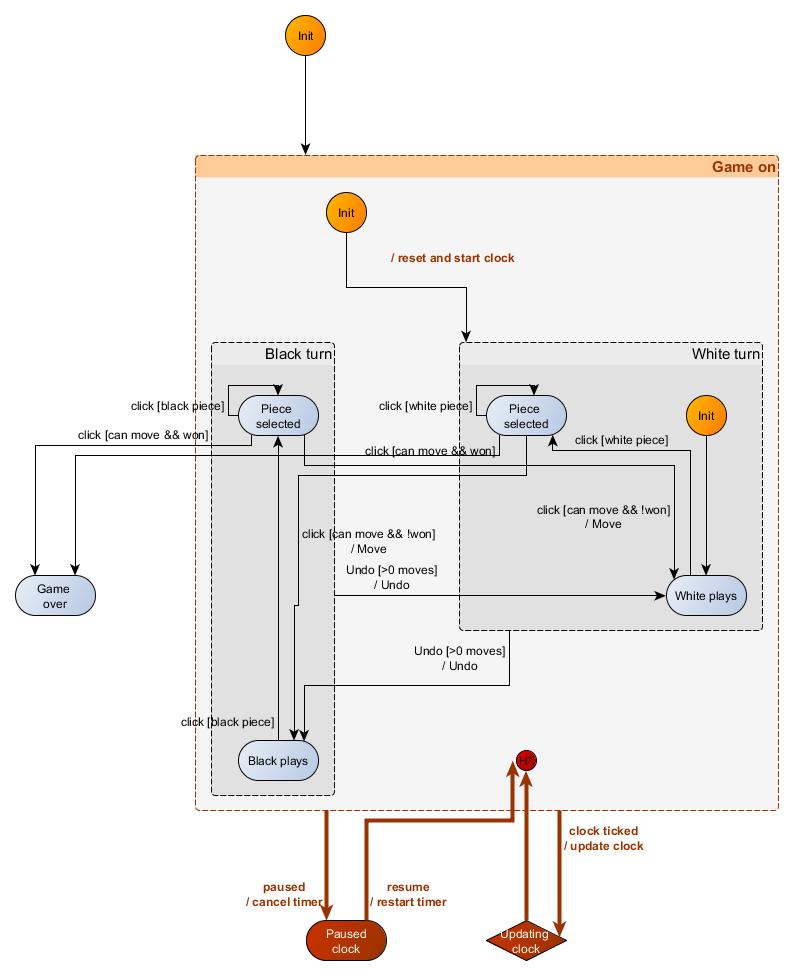 Init
Game on
Init
/ reset and start clock
Black turn
White turn
click [black piece]
Piece
selected
click [white piece]
Piece
selected
Init
click [can move && won]
click [can move && won]
click [white piece]
click [can move && !won]
/ Move
click [can move && !won]
/ Move
Undo [>0 moves]
/ Undo
Game
over
White plays
Undo [>0 moves]
/ Undo
click [black piece]
Black plays
H*
clock ticked
/ update clock
paused
/ cancel timer
resume
/ restart timer
Paused
clock
Updating
clock